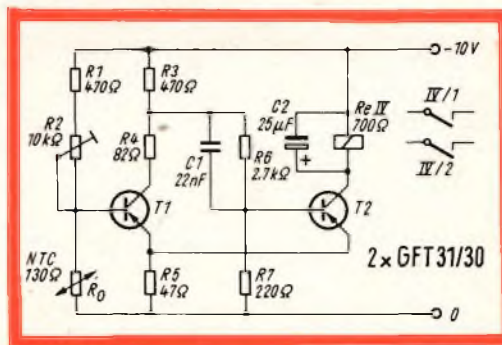 -10V
R1
470Ω
R3
470Ω
R2
10kΩ
R4
82Ω
C1
22nF
R6
2.7kΩ
C2
25µF
+
Re IV
700Ω
IV/1
IV/2
T1
T2
NTC
130Ω
R0
R5
47Ω
R7
220Ω
2x GFT31/30
0